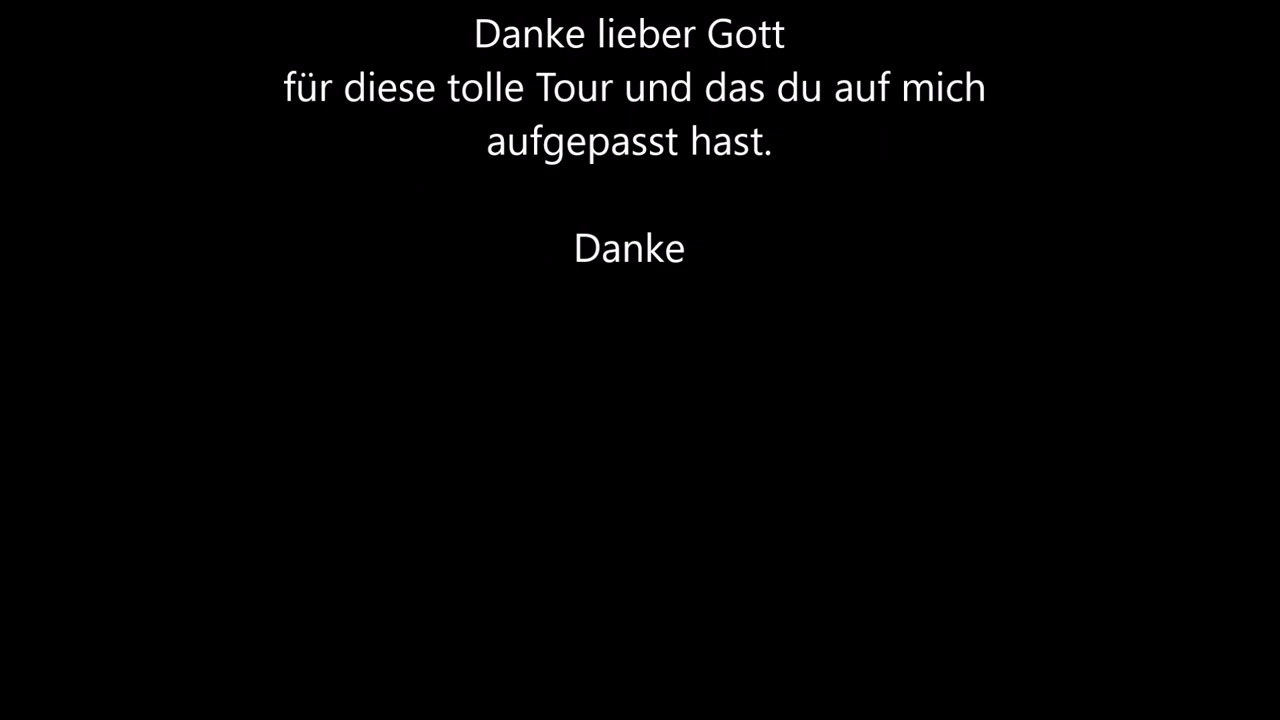 Danke lieber Gott
für diese tolle Tour und das du auf mich
aufgepasst hast.
Danke